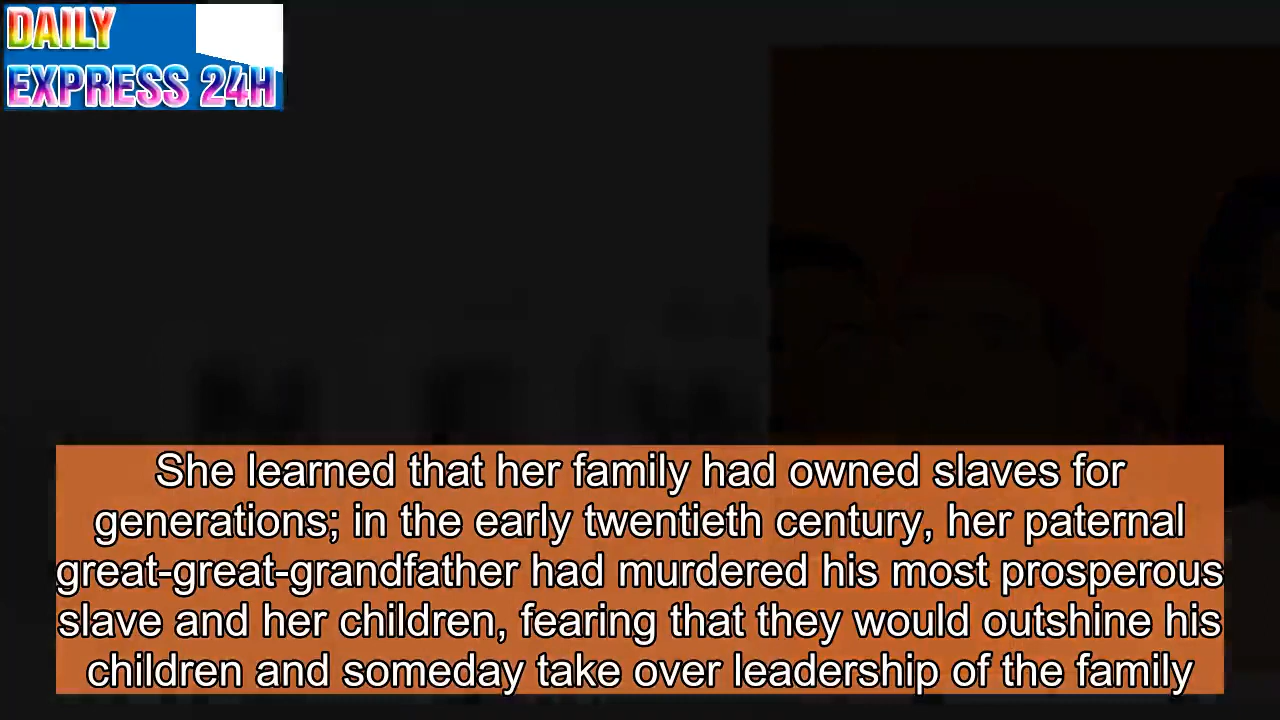 DAILY
EXPRESS 24H
She learned that her family had owned slaves for
generations; in the early twentieth century, her paternal
great-great-grandfather had murdered his most prosperous
slave and her children, fearing that they would outshine his
children and someday take over leadership of the family